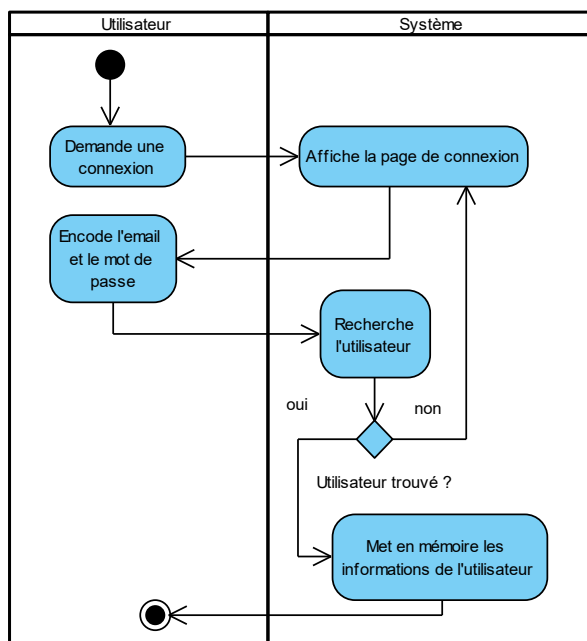 Utilisateur
Système
Demande une
connexion
Affiche la page de connexion
Encode l'email
et le mot de
passe
Recherche
l'utilisateur
oui
non
Utilisateur trouvé ?
Met en mémoire les
informations de l'utilisateur